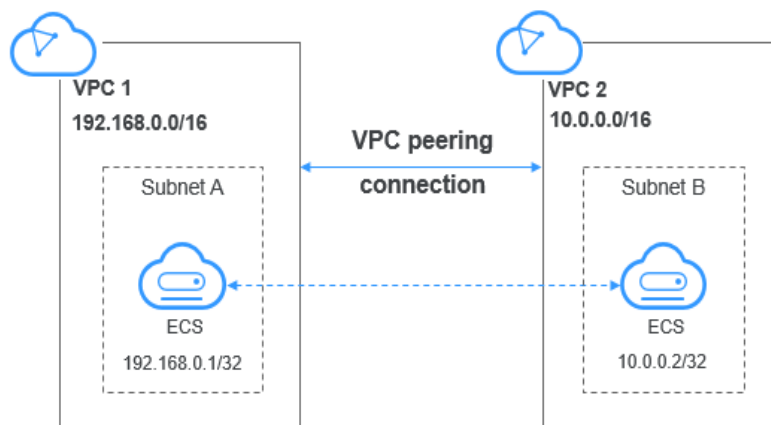 VPC 1
192.168.0.0/16
Subnet A
ECS
192.168.0.1/32
VPC peering
connection
VPC 2
10.0.0.0/16
Subnet B
ECS
10.0.0.2/32